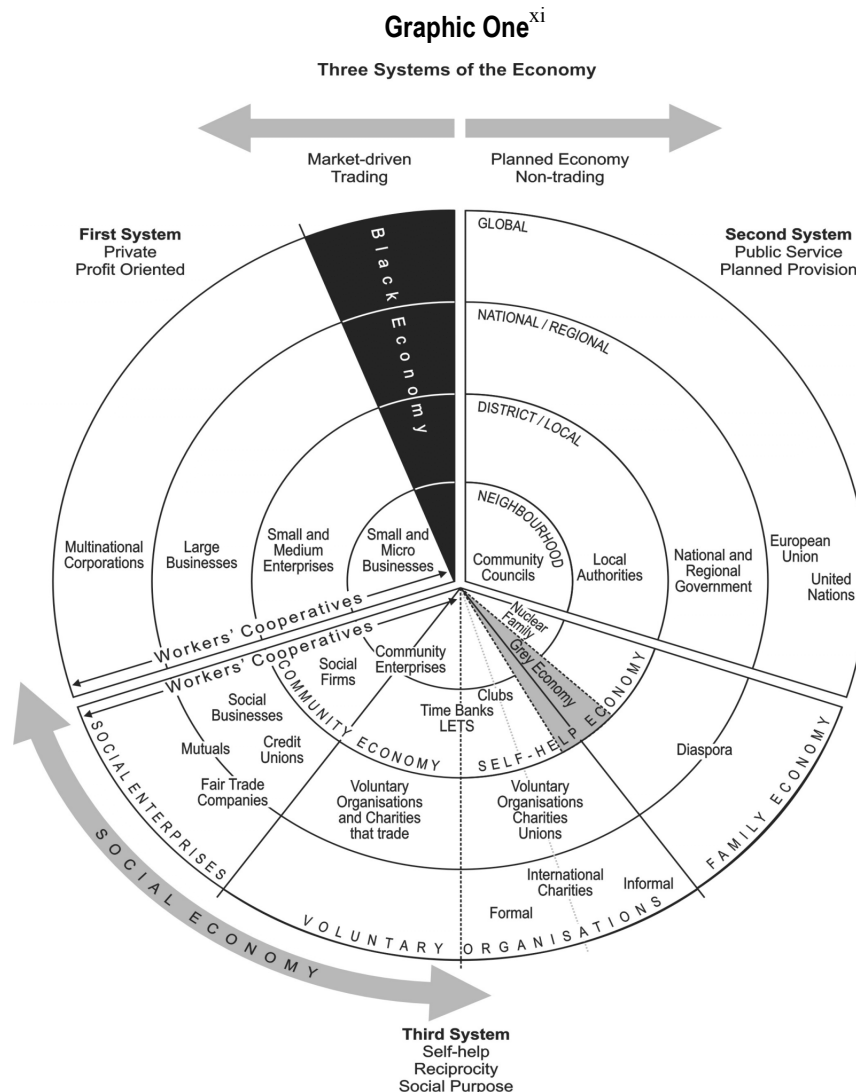 Graphic One xi
Three Systems of the Economy
Market-driven
Trading
Planned Economy
Non-trading
First System
Private
Profit Oriented
Second System
Public Service
Planned Provision
Black Economy
GLOBAL
NATIONAL / REGIONAL
DISTRICT / LOCAL
NEIGHBOURHOOD
Multinational
Corporations
Large
Businesses
Small and
Medium
Enterprises
Small and
Micro
Businesses
Community
Councils
Local
Authorities
National and
Regional
Government
European
Union
United
Nations
Workers' Cooperatives
Workers' Cooperatives
Nuclear
Family
Grey Economy
Social
Firms
Community
Enterprises
Clubs
Time Banks
LETS
COMMUNITY ECONOMY
SELF-HELP ECONOMY
Social
Businesses
Mutuals
Credit
Unions
Fair Trade
Companies
Voluntary
Organisations
and Charities
that trade
Voluntary
Organisations
Charities
Unions
Diaspora
International
Charities
Informal
Formal
SOCIAL ENTERPRISES
VOLUNTARY ORGANISATIONS
FAMILY ECONOMY
SOCIAL ECONOMY
Third System
Self-help
Reciprocity
Social Purpose